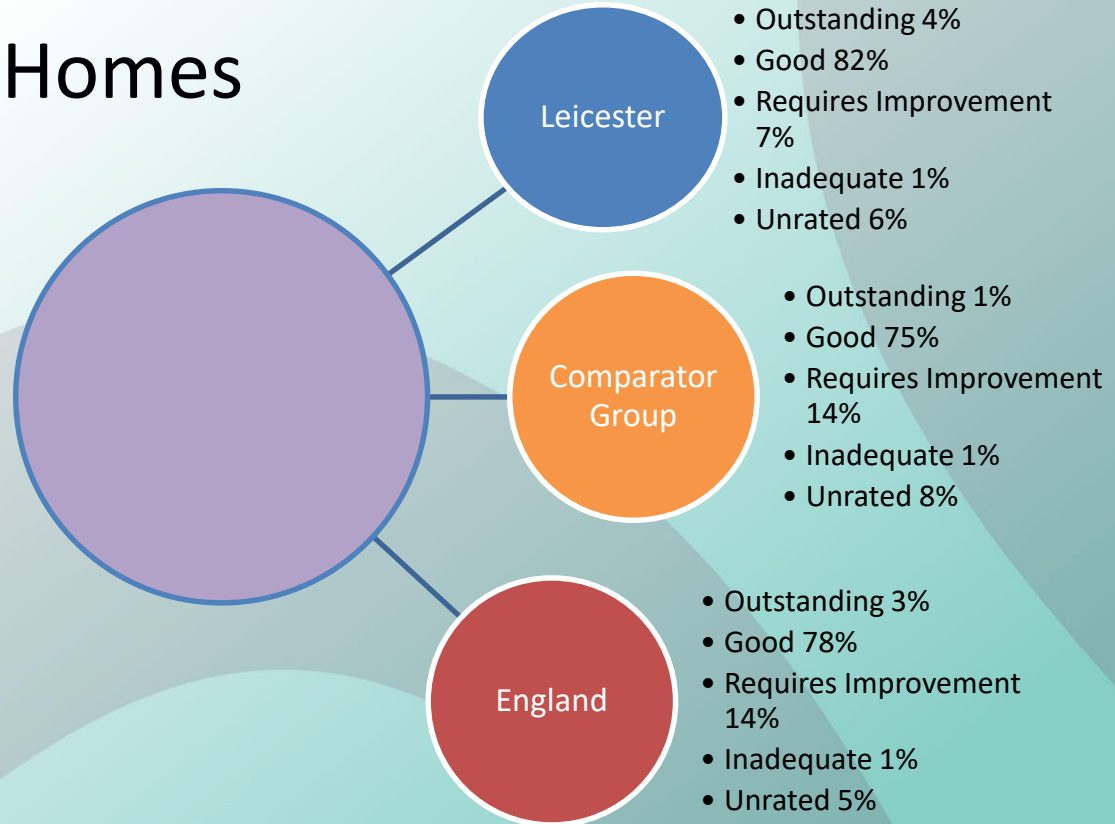 Homes
Leicester
• Outstanding 4%
• Good 82%
• Requires Improvement
7%
• Inadequate 1%
• Unrated 6%
Comparator
Group
• Outstanding 1%
• Good 75%
• Requires Improvement
14%
• Inadequate 1%
• Unrated 8%
England
• Outstanding 3%
• Good 78%
• Requires Improvement
14%
• Inadequate 1%
• Unrated 5%